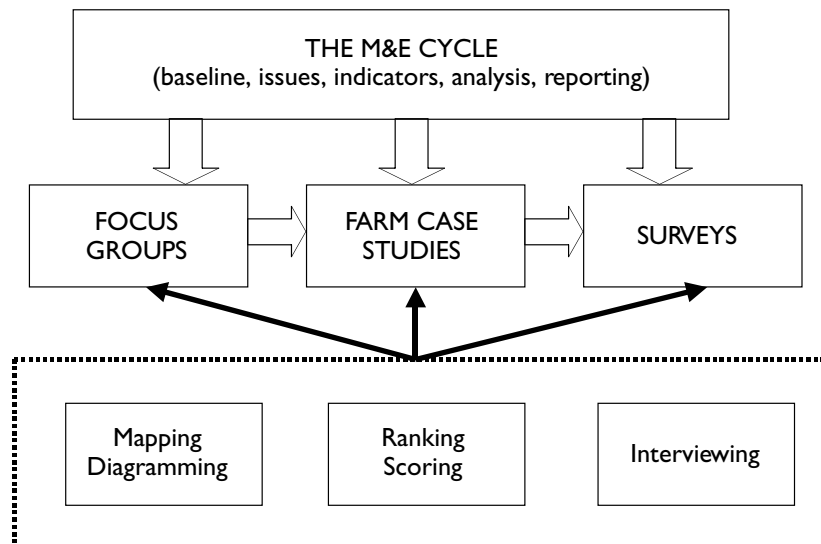 THE M&E CYCLE
(baseline, issues, indicators, analysis, reporting)
FOCUS
GROUPS
FARM CASE
STUDIES
SURVEYS
Mapping
Diagramming
Ranking
Scoring
Interviewing